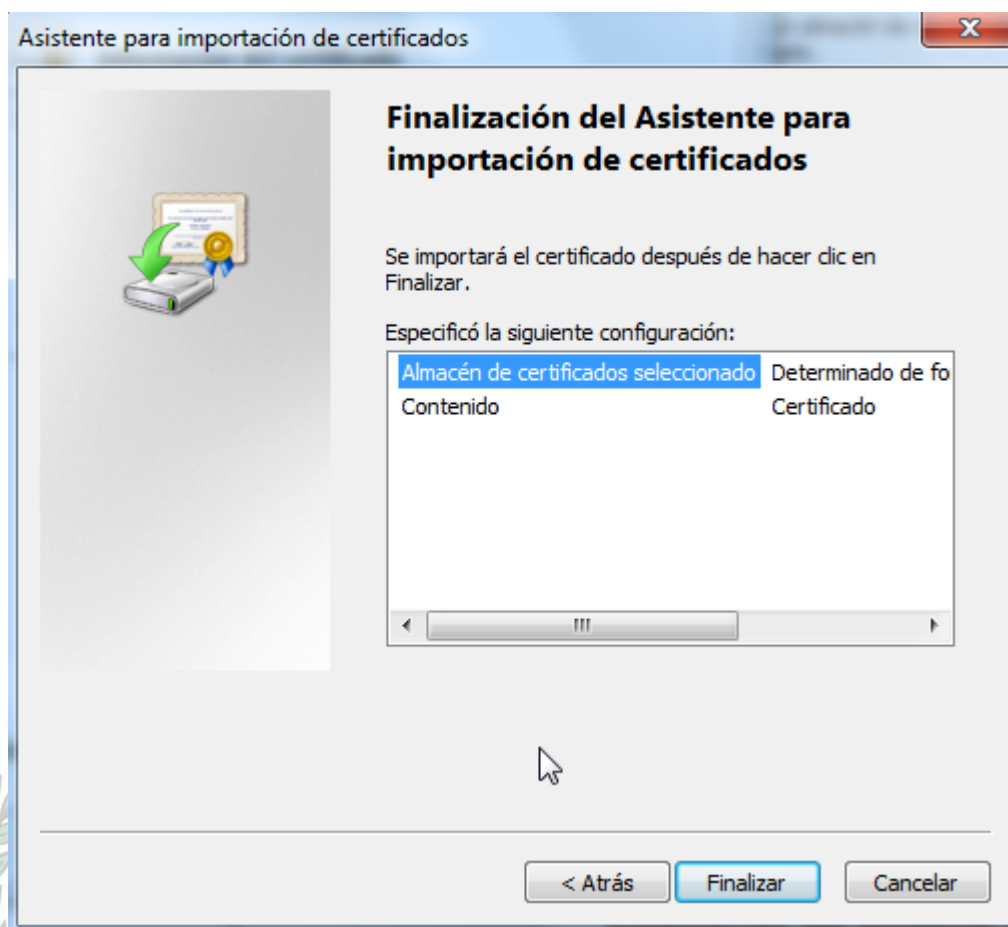 Asistente para importación de certificados
Finalización del Asistente para
importación de certificados
Se importará el certificado después de hacer clic en
Finalizar.
Especificó la siguiente configuración:
Almacén de certificados seleccionado Determinado de fo
Contenido Certificado
< Atrás Finalizar Cancelar